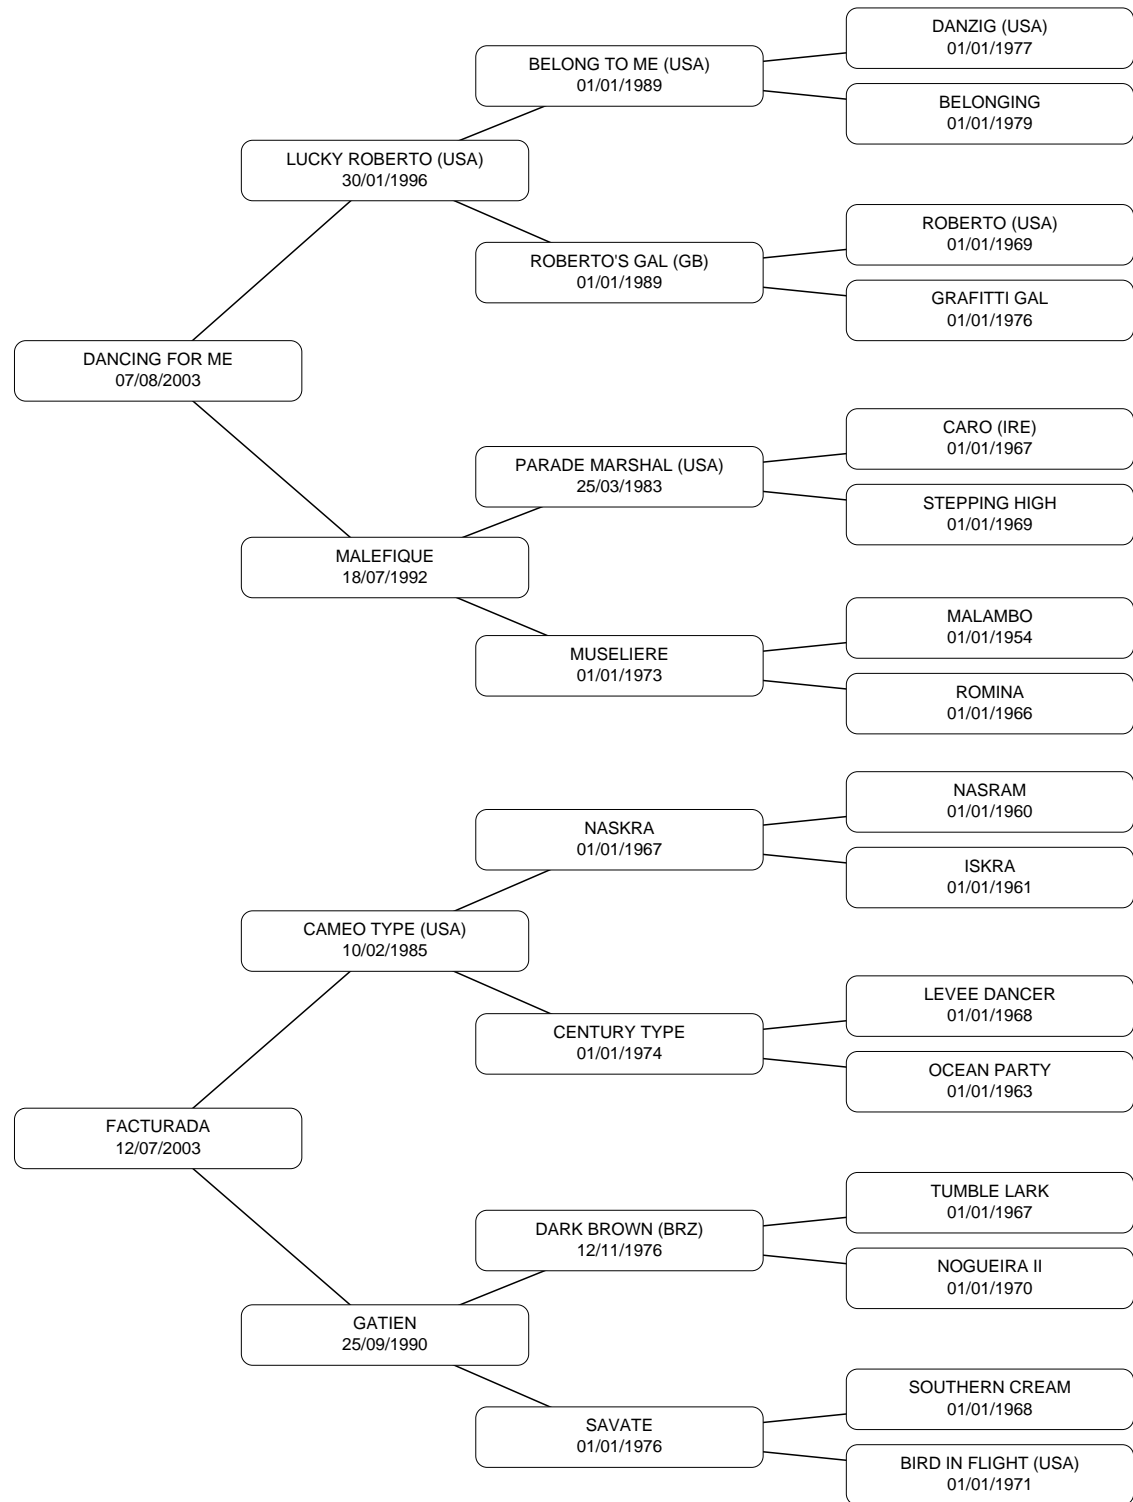 DANZIG (USA)
01/01/1977
BELONG TO ME (USA)
01/01/1989
BELONGING
01/01/1979
LUCKY ROBERTO (USA)
30/01/1996
ROBERTO (USA)
01/01/1969
ROBERTO'S GAL (GB)
01/01/1989
GRAFITTI GAL
01/01/1976
DANCING FOR ME
07/08/2003
CARO (IRE)
01/01/1967
PARADE MARSHAL (USA)
25/03/1983
STEPPING HIGH
01/01/1969
MALEFIQUE
18/07/1992
MALAMBO
01/01/1954
MUSELIERE
01/01/1973
ROMINA
01/01/1966
NASRAM
01/01/1960
NASKRA
01/01/1967
ISKRA
01/01/1961
CAMEO TYPE (USA)
10/02/1985
LEVEE DANCER
01/01/1968
CENTURY TYPE
01/01/1974
OCEAN PARTY
01/01/1963
FACTURADA
12/07/2003
TUMBLE LARK
01/01/1967
DARK BROWN (BRZ)
12/11/1976
NOGUEIRA II
01/01/1970
GATIEN
25/09/1990
SOUTHERN CREAM
01/01/1968
SAVATE
01/01/1976
BIRD IN FLIGHT (USA)
01/01/1971